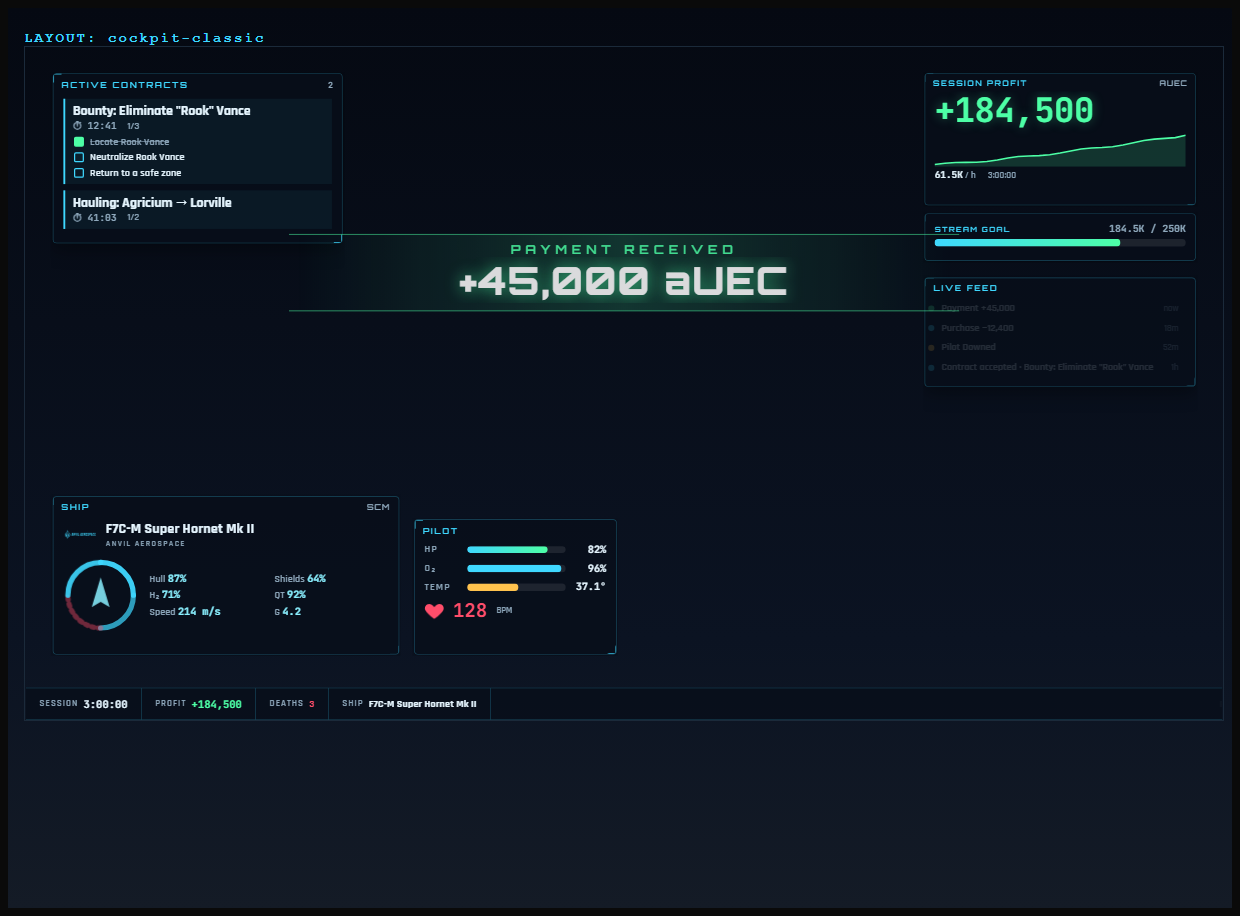 LAYOUT: cockpit-classic
ACTIVE CONTRACTS 2
Bounty: Eliminate "Rook" Vance
12:41 1/3
Locate Rook Vance
Neutralize Rook Vance
Return to a safe zone
Hauling: Agricium → Lorville
41:03 1/2
SESSION PROFIT AUEC
+184,500
61.5K / h 3:00:00
STREAM GOAL 184.5K / 250K
PAYMENT RECEIVED
+45,000 aUEC
LIVE FEED
Payment +45,000
Purchase −12,400 18m
Pilot Downed 52m
Contract accepted · Bounty: Eliminate "Rook" Vance
SHIP SCM
F7C-M Super Hornet Mk II
ANVIL AEROSPACE
Hull 87% Shields 64%
H₂ 71% QT 92%
Speed 214 m/s G 4.2
PILOT
HP 82%
O₂ 96%
TEMP 37.1°
128 BPM
SESSION 3:00:00 PROFIT +184,500 DEATHS 3 SHIP F7C-M Super Hornet Mk II